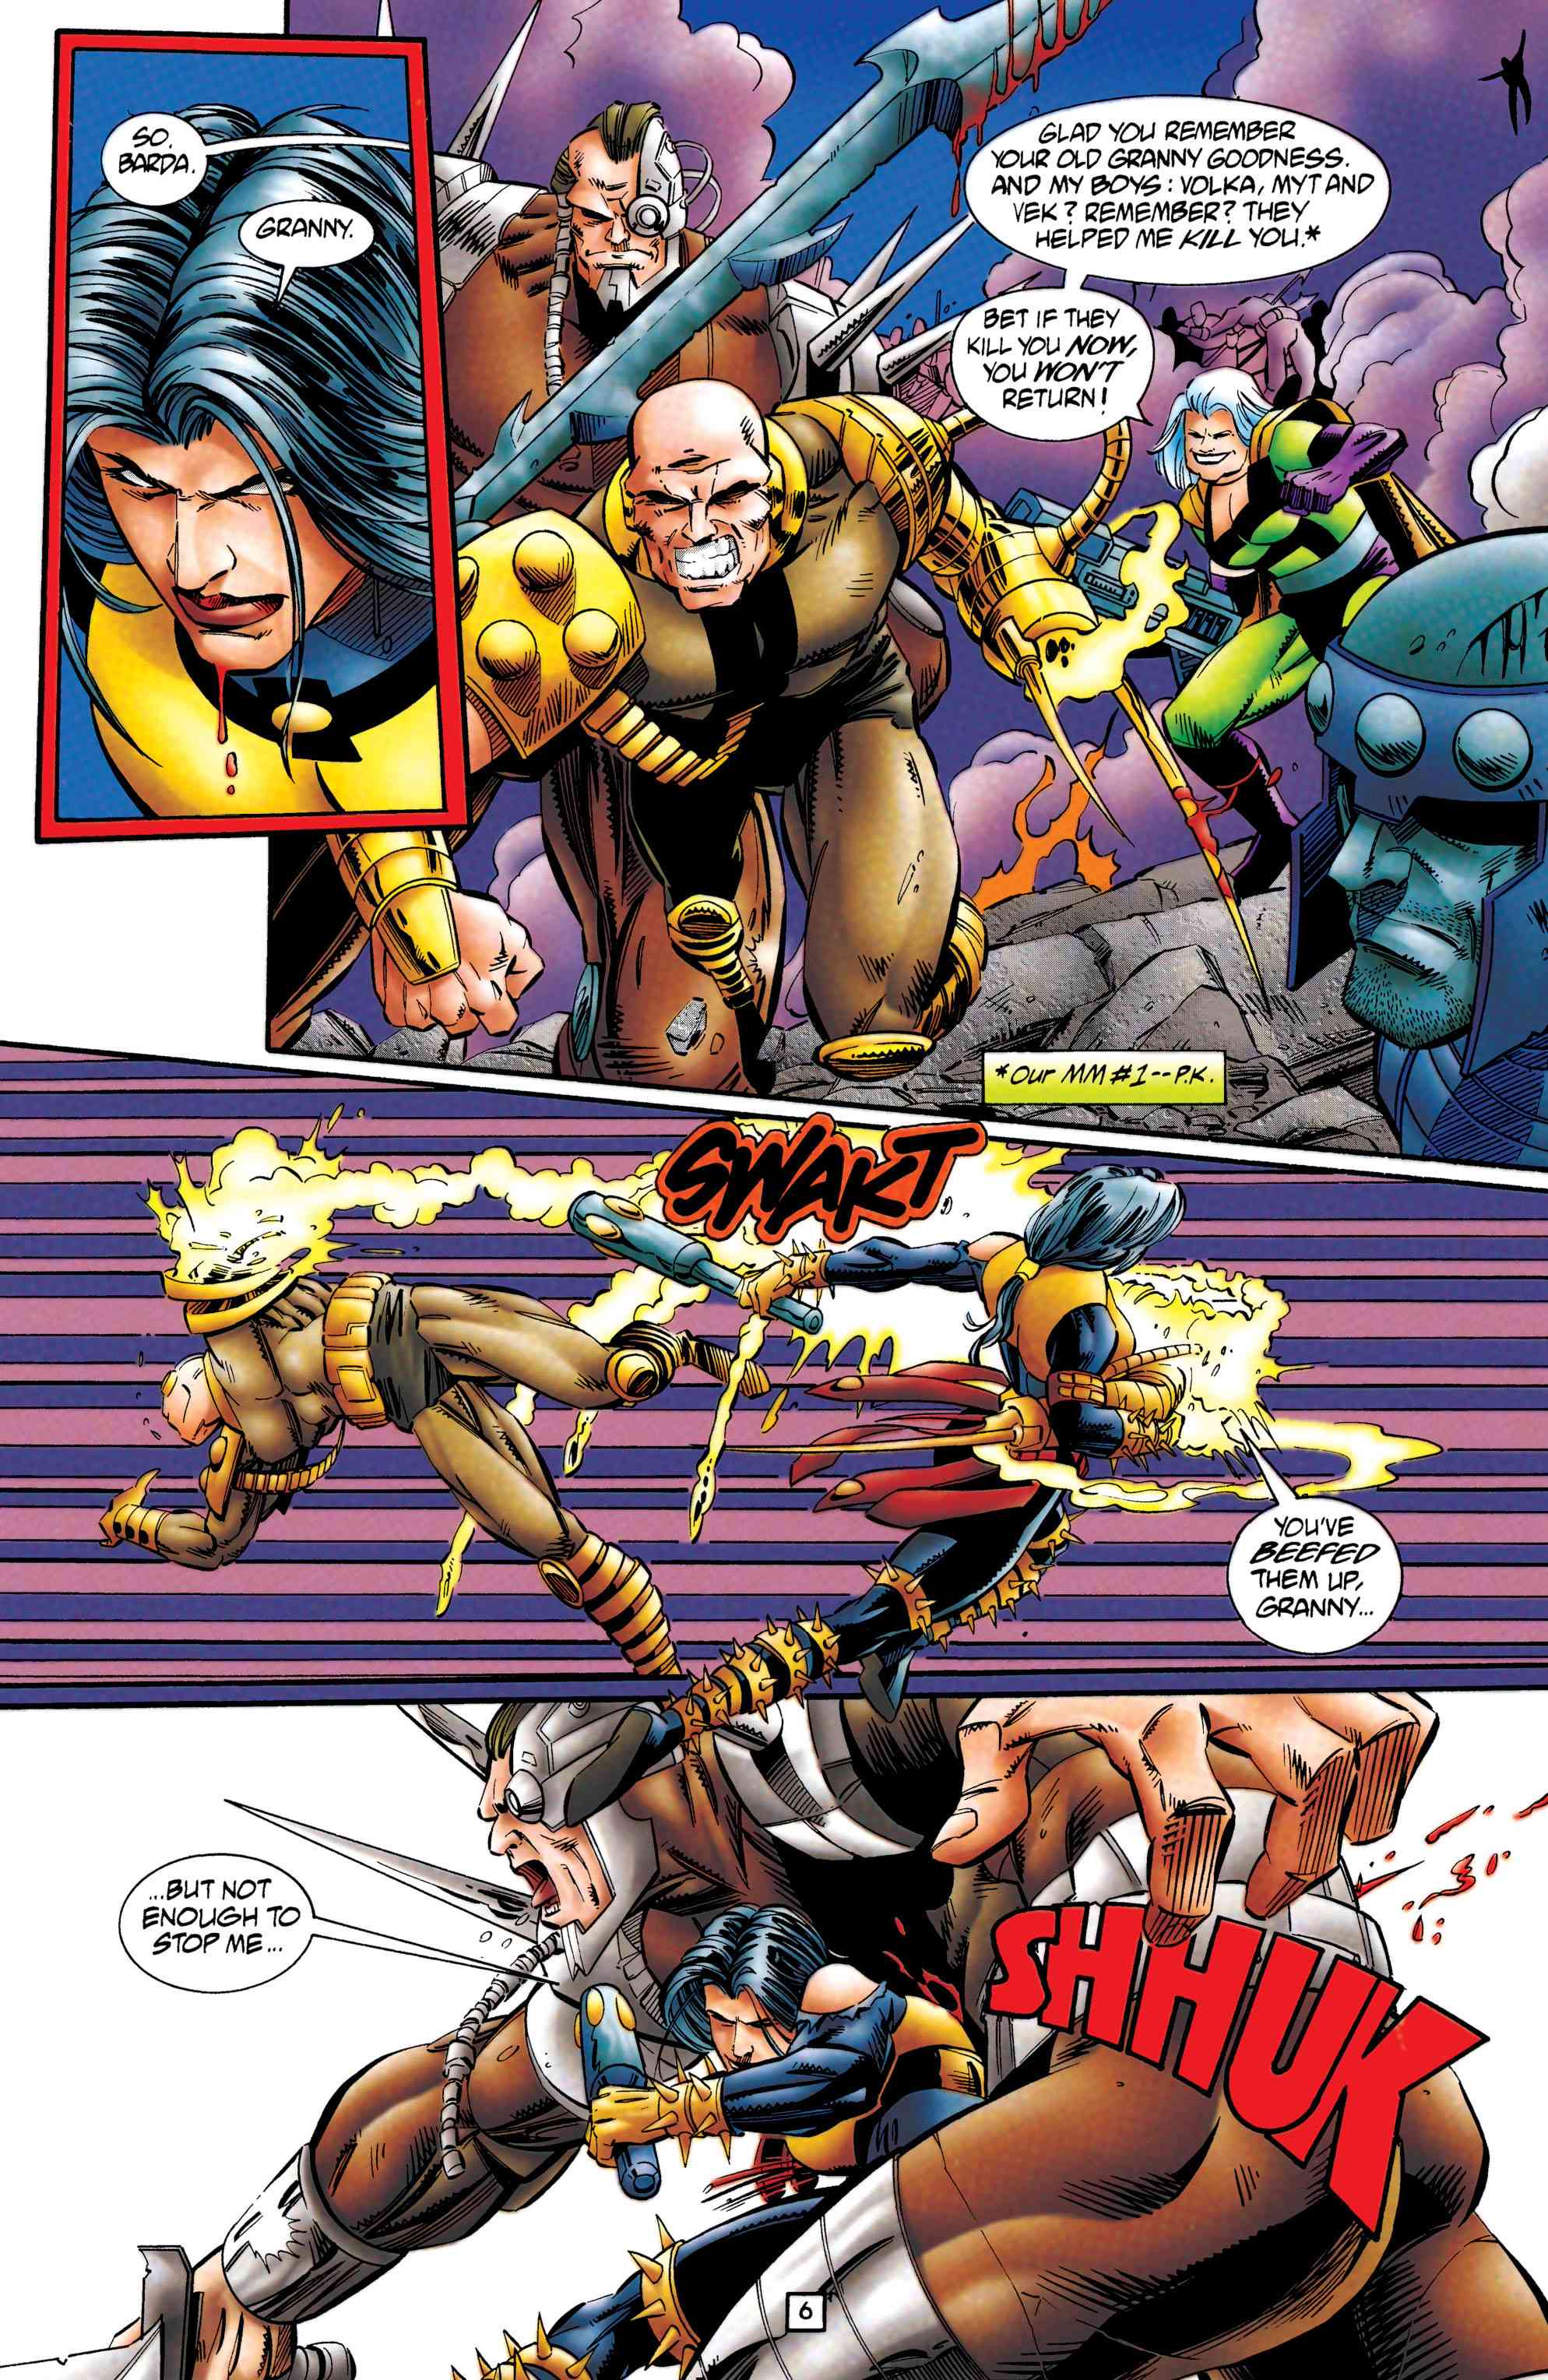 SO.
BARDA.
GRANNY.
GLAD YOU REMEMBER
YOUR OLD GRANNY GOODNESS.
AND MY BOYS: VOLKA, MYT AND
VEK? REMEMBER? THEY
HELPED ME KILL YOU.*
BET IF THEY
KILL YOU NOW,
YOU WON'T
RETURN!
*Our MM #1--P.K.
SWAKT
YOU'VE
BEEFED
THEM UP,
GRANNY...
...BUT NOT
ENOUGH TO
STOP ME...
SHHUK
6